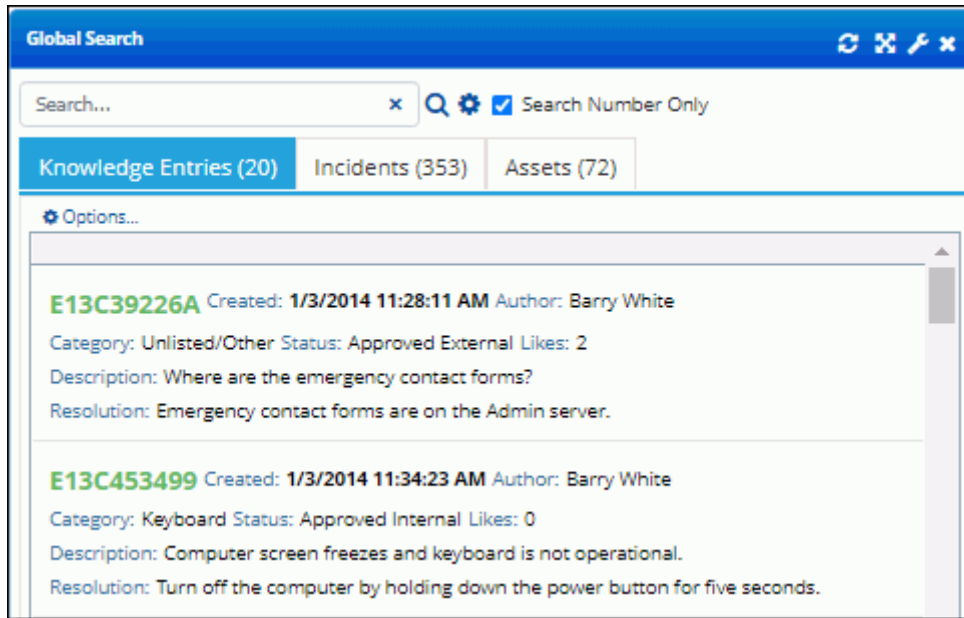 Global Search
Search... Search Number Only
Knowledge Entries (20) Incidents (353) Assets (72)
Options...
E13C39226A Created: 1/3/2014 11:28:11 AM Author: Barry White
Category: Unlisted/Other Status: Approved External Likes: 2
Description: Where are the emergency contact forms?
Resolution: Emergency contact forms are on the Admin server.
E13C453499 Created: 1/3/2014 11:34:23 AM Author: Barry White
Category: Keyboard Status: Approved Internal Likes: 0
Description: Computer screen freezes and keyboard is not operational.
Resolution: Turn off the computer by holding down the power button for five seconds.